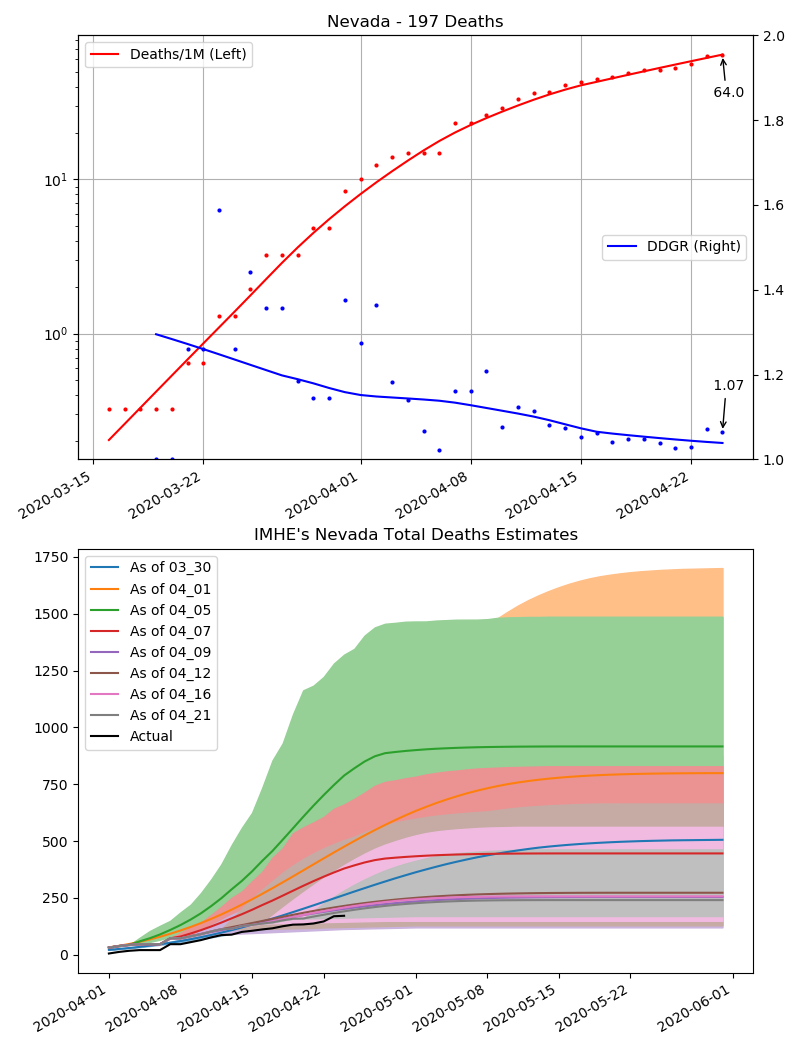 Nevada - 197 Deaths
Deaths/1M (Left)
DDGR (Right)
64.0
1.07
10¹
10⁰
2.0
1.8
1.6
1.4
1.2
1.0
2020-03-15
2020-03-22
2020-04-01
2020-04-08
2020-04-15
2020-04-22
IMHE's Nevada Total Deaths Estimates
As of 03_30
As of 04_01
As of 04_05
As of 04_07
As of 04_09
As of 04_12
As of 04_16
As of 04_21
Actual
1750
1500
1250
1000
750
500
250
0
2020-04-01
2020-04-08
2020-04-15
2020-04-22
2020-05-01
2020-05-08
2020-05-15
2020-05-22
2020-06-01